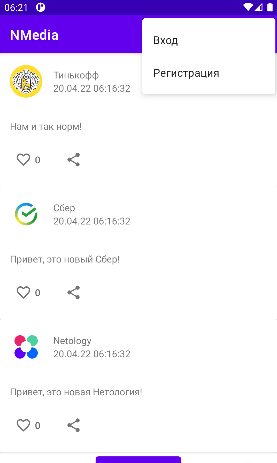 06:21
NMedia
Вход
Регистрация
Тинькофф
20.04.22 06:16:32
Нам и так норм!
0
Сбер
20.04.22 06:16:32
Привет, это новый Сбер!
0
Netology
20.04.22 06:16:32
Привет, это новая Нетология!
0